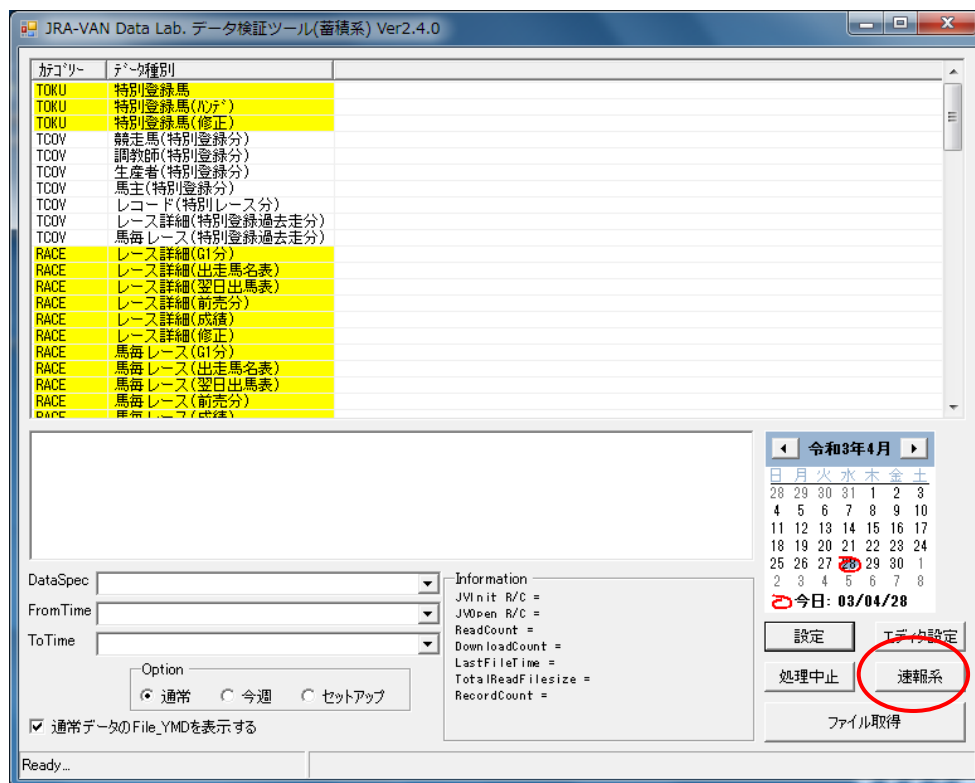 JRA-VAN Data Lab. データ検証ツール(蓄積系) Ver2.4.0
ｶﾃｺﾞﾘｰ ﾃﾞｰﾀ種別
TOKU 特別登録馬
TOKU 特別登録馬(ﾊﾝﾃﾞ)
TOKU 特別登録馬(修正)
TCOV 競走馬(特別登録分)
TCOV 調教師(特別登録分)
TCOV 生産者(特別登録分)
TCOV 馬主(特別登録分)
TCOV レコード(特別レース分)
TCOV レース詳細(特別登録過去走分)
TCOV 馬毎レース(特別登録過去走分)
RACE レース詳細(G1分)
RACE レース詳細(出走馬名表)
RACE レース詳細(翌日出馬表)
RACE レース詳細(前売分)
RACE レース詳細(成績)
RACE レース詳細(修正)
RACE 馬毎レース(G1分)
RACE 馬毎レース(出走馬名表)
RACE 馬毎レース(翌日出馬表)
RACE 馬毎レース(前売分)
RACE 馬毎レース(成績)
令和3年4月
日 月 火 水 木 金 土
28 29 30 31 1 2 3
4 5 6 7 8 9 10
11 12 13 14 15 16 17
18 19 20 21 22 23 24
25 26 27 28 29 30 1
2 3 4 5 6 7 8
今日: 03/04/28
DataSpec
FromTime
ToTime
Option
通常 今週 セットアップ
通常データのFile_YMDを表示する
Information
JVInit R/C =
JVOpen R/C =
ReadCount =
DownloadCount =
LastFileTime =
TotalReadFilesize =
RecordCount =
設定 エディタ設定
処理中止 速報系
ファイル取得
Ready...